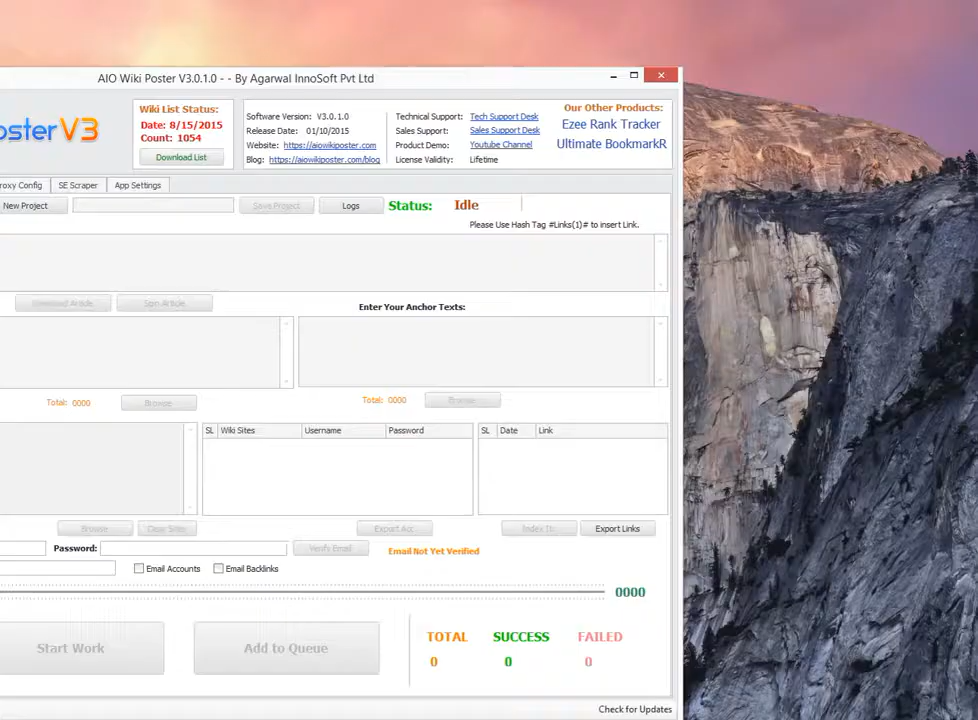 AIO Wiki Poster V3.0.1.0 - - By Agarwal InnoSoft Pvt Ltd
osterV3
Wiki List Status:
Date: 8/15/2015
Count: 1054
Download List
Software Version: V3.0.1.0
Release Date: 01/10/2015
Website: https://aiowikiposter.com
Blog: https://aiowikiposter.com/blog
Technical Support: Tech Support Desk
Sales Support: Sales Support Desk
Product Demo: Youtube Channel
License Validity: Lifetime
Our Other Products:
Ezee Rank Tracker
Ultimate BookmarkR
roxy Config SE Scraper App Settings
New Project Save Project Logs Status: Idle
Please Use Hash Tag #Links(1)# to insert Link.
Download Article Spin Article
Enter Your Anchor Texts:
Total: 0000 Browse Total: 0000 Browse
SL Wiki Sites Username Password SL Date Link
Browse Clear Sites Export Acc Index It: Export Links
Password: Verify Email Email Not Yet Verified
Email Accounts Email Backlinks
0000
Start Work Add to Queue
TOTAL SUCCESS FAILED
0 0 0
Check for Updates